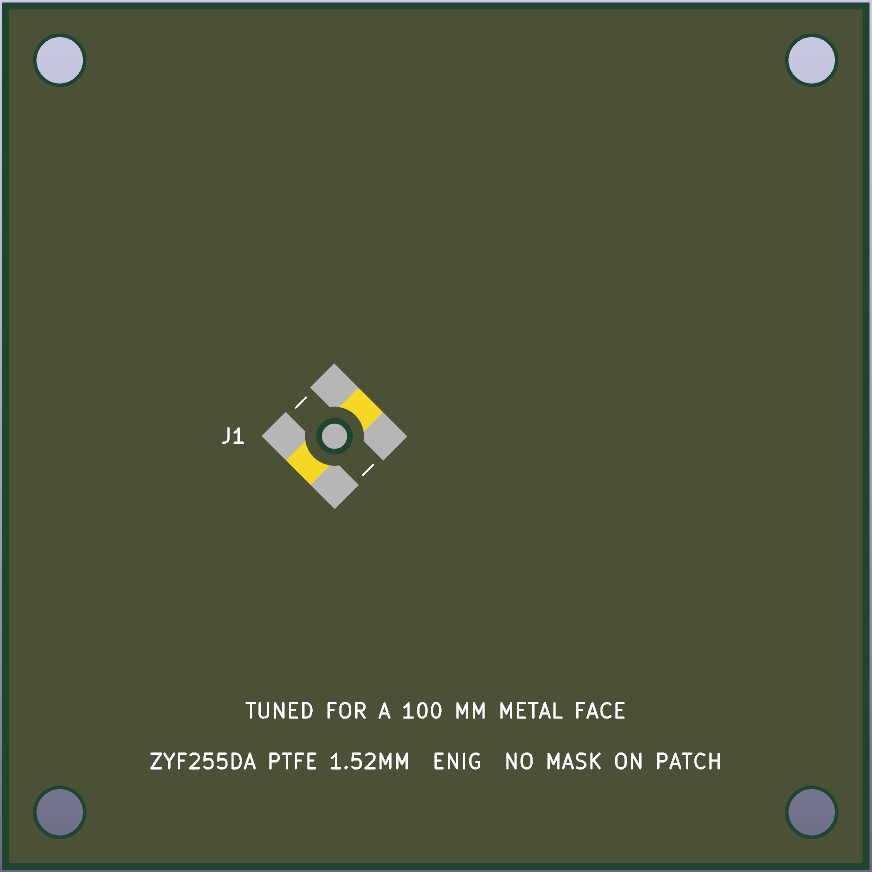 J1
TUNED FOR A 100 MM METAL FACE
ZYF255DA PTFE 1.52MM ENIG NO MASK ON PATCH